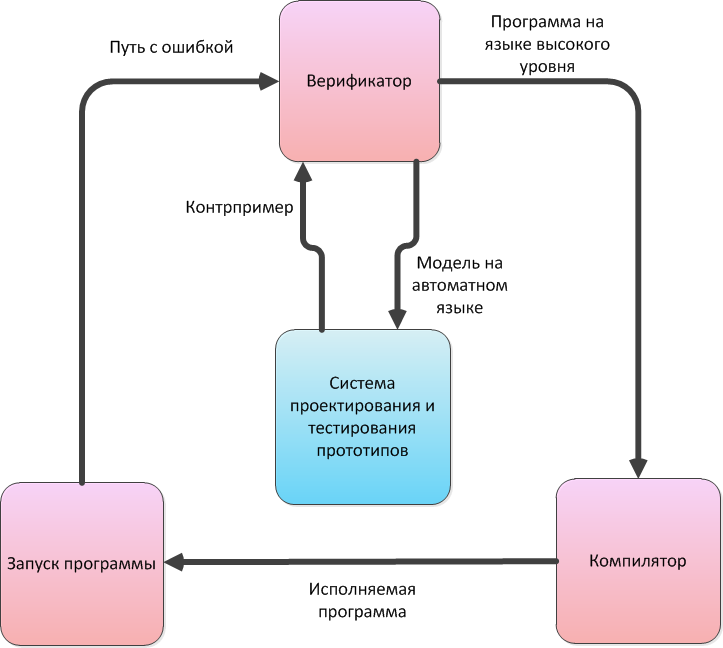 Путь с ошибкой
Верификатор
Программа на
языке высокого
уровня
Контрпример
Модель на
автоматном
языке
Система
проектирования и
тестирования
прототипов
Запуск программы
Исполняемая
программа
Компилятор